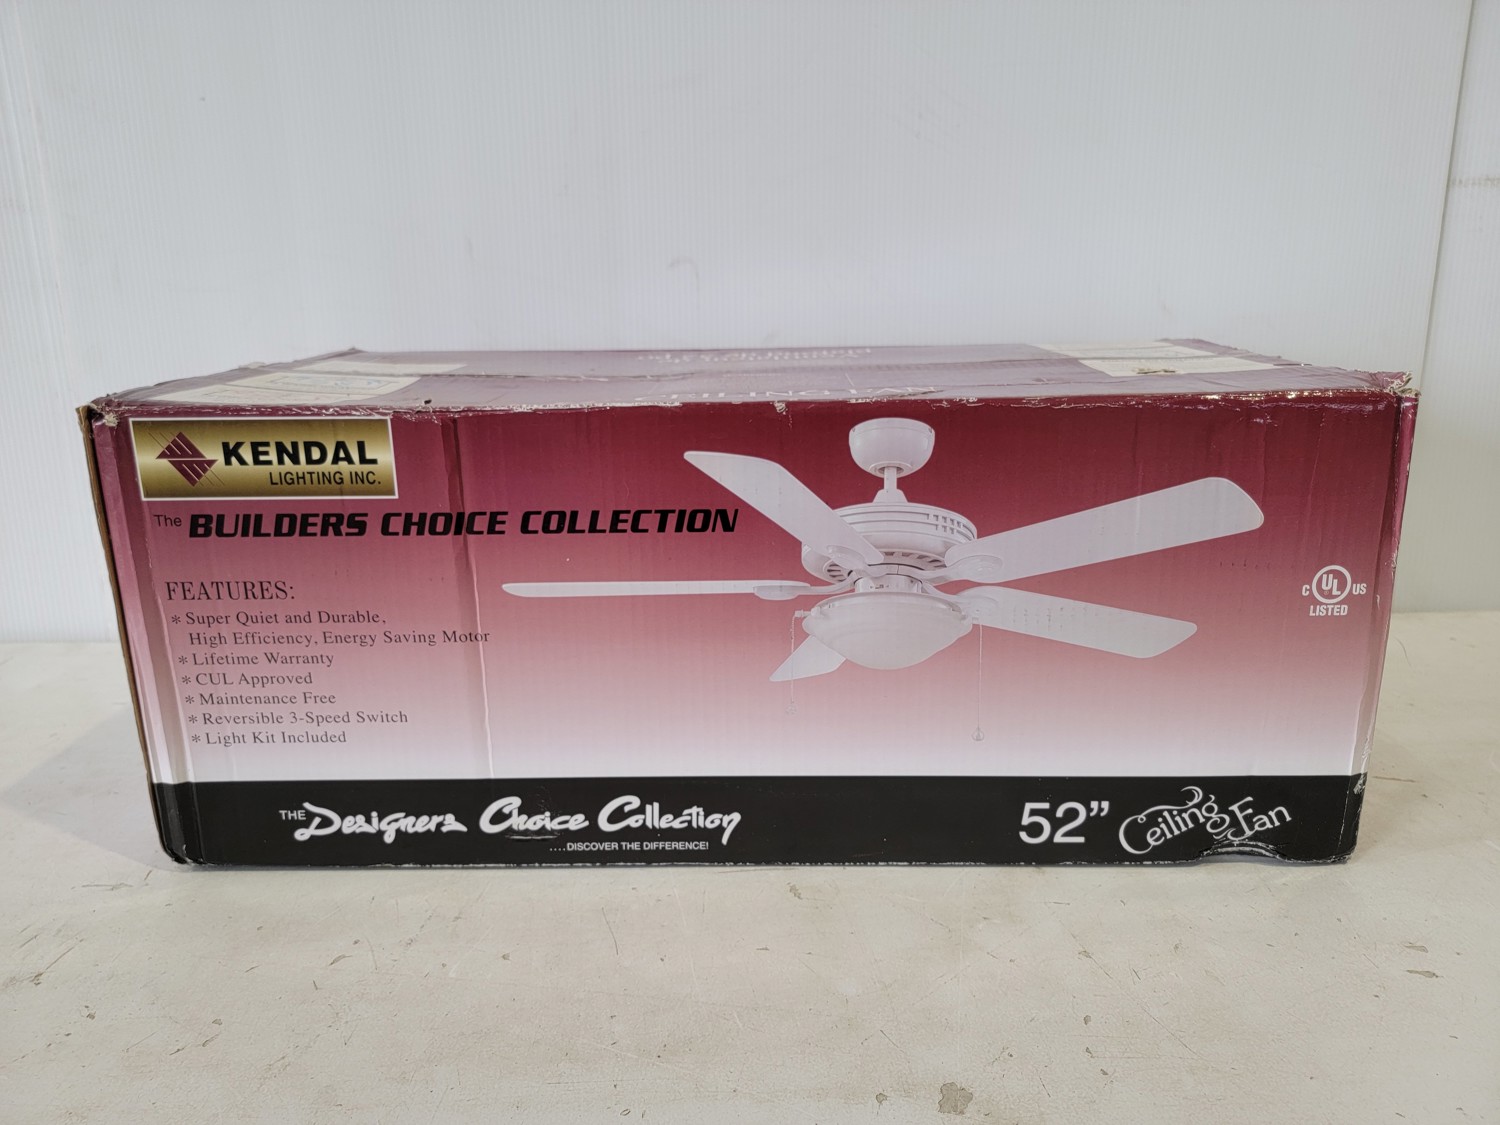 CEILING FAN
KENDAL
LIGHTING INC.
The BUILDERS CHOICE COLLECTION
FEATURES:
* Super Quiet and Durable,
High Efficiency, Energy Saving Motor
* Lifetime Warranty
* CUL Approved
* Maintenance Free
* Reversible 3-Speed Switch
* Light Kit Included
C UL US
LISTED
THE Designers Choice Collection
....DISCOVER THE DIFFERENCE!
52” Ceiling Fan